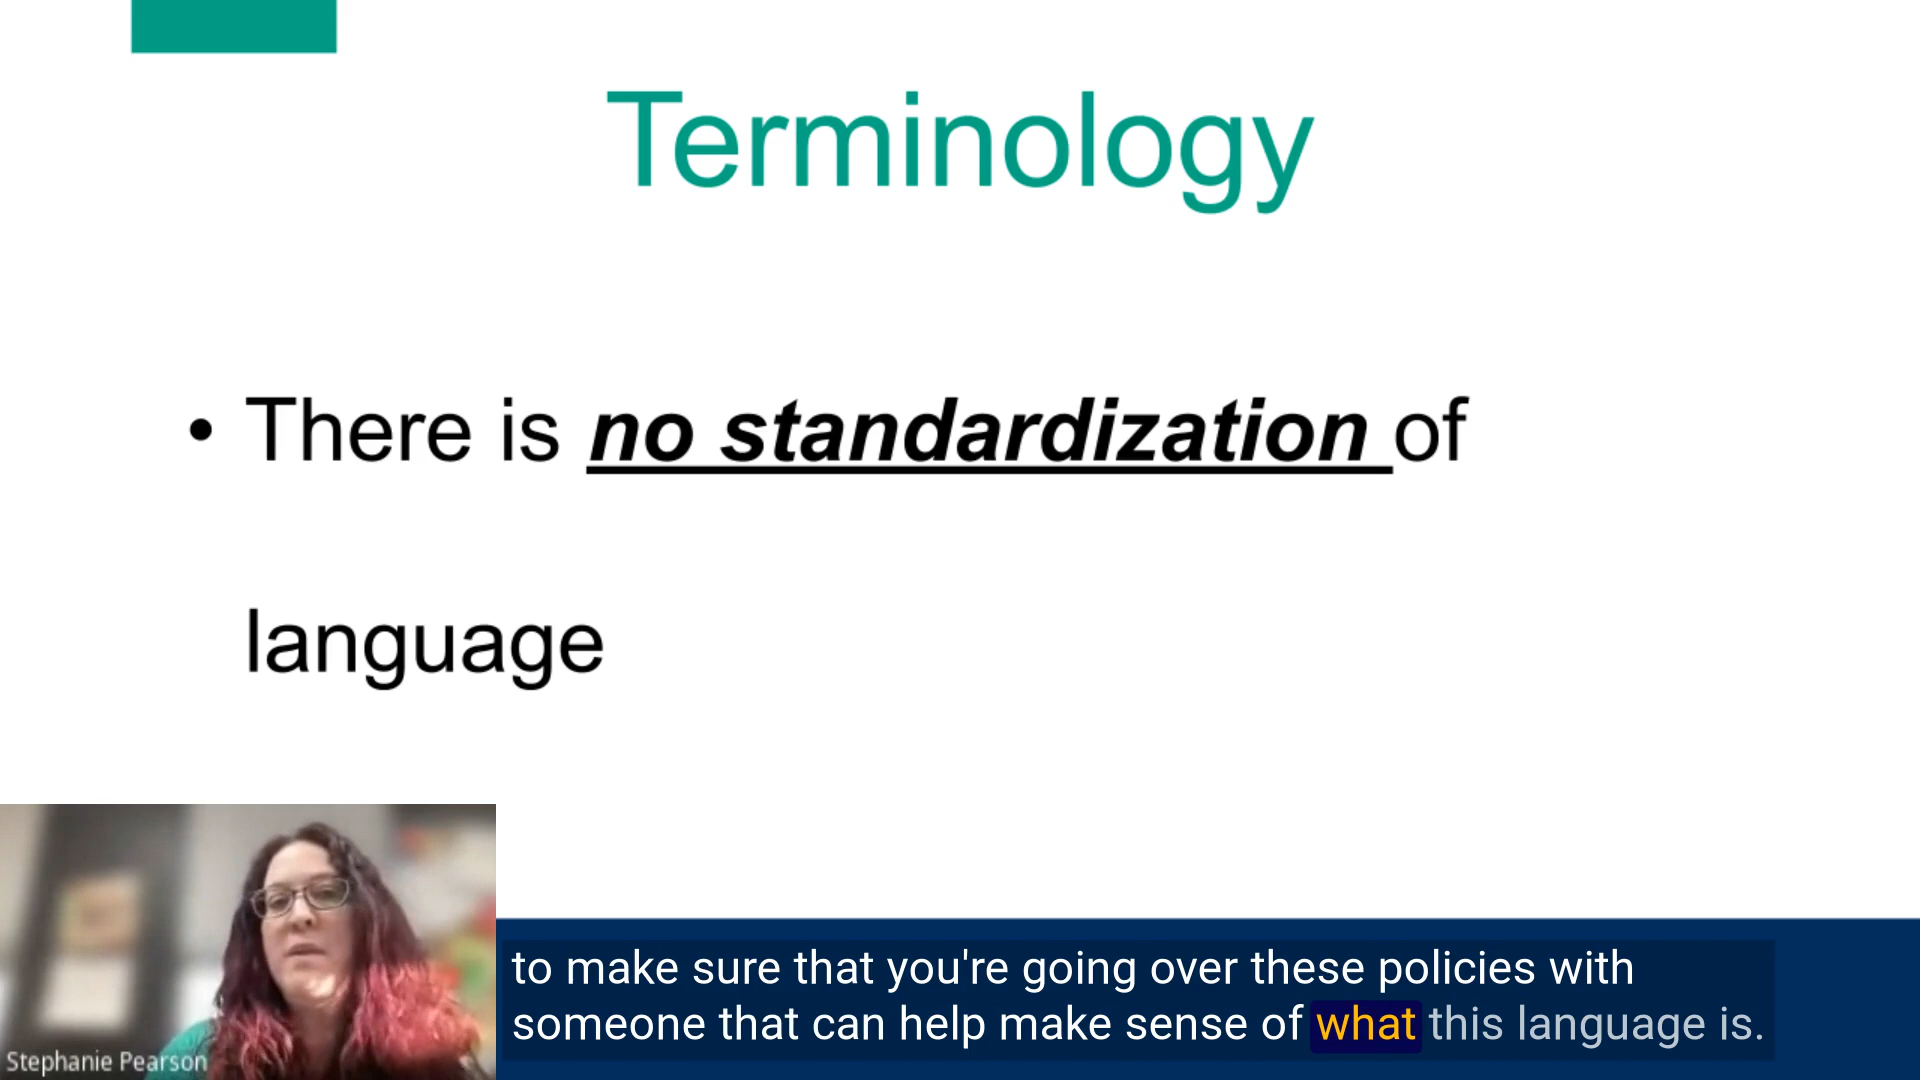 Terminology
• There is no standardization of
language
Stephanie Pearson
to make sure that you're going over these policies with
someone that can help make sense of what this language is.